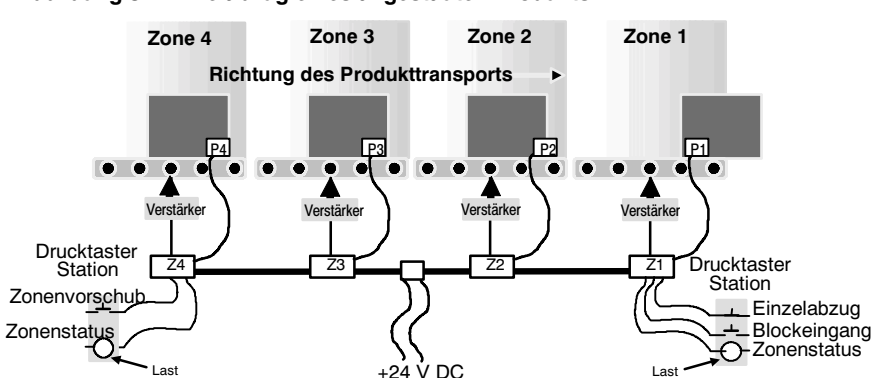 Zone 4 Zone 3 Zone 2 Zone 1
Richtung des Produkttransports
P4 P3 P2 P1
Verstärker Verstärker Verstärker Verstärker
Drucktaster
Station
Z4 Z3 Z2 Z1
Drucktaster
Station
Zonenvorschub
Zonenstatus
Last
+24 V DC
Einzelabzug
Blockeingang
Zonenstatus
Last